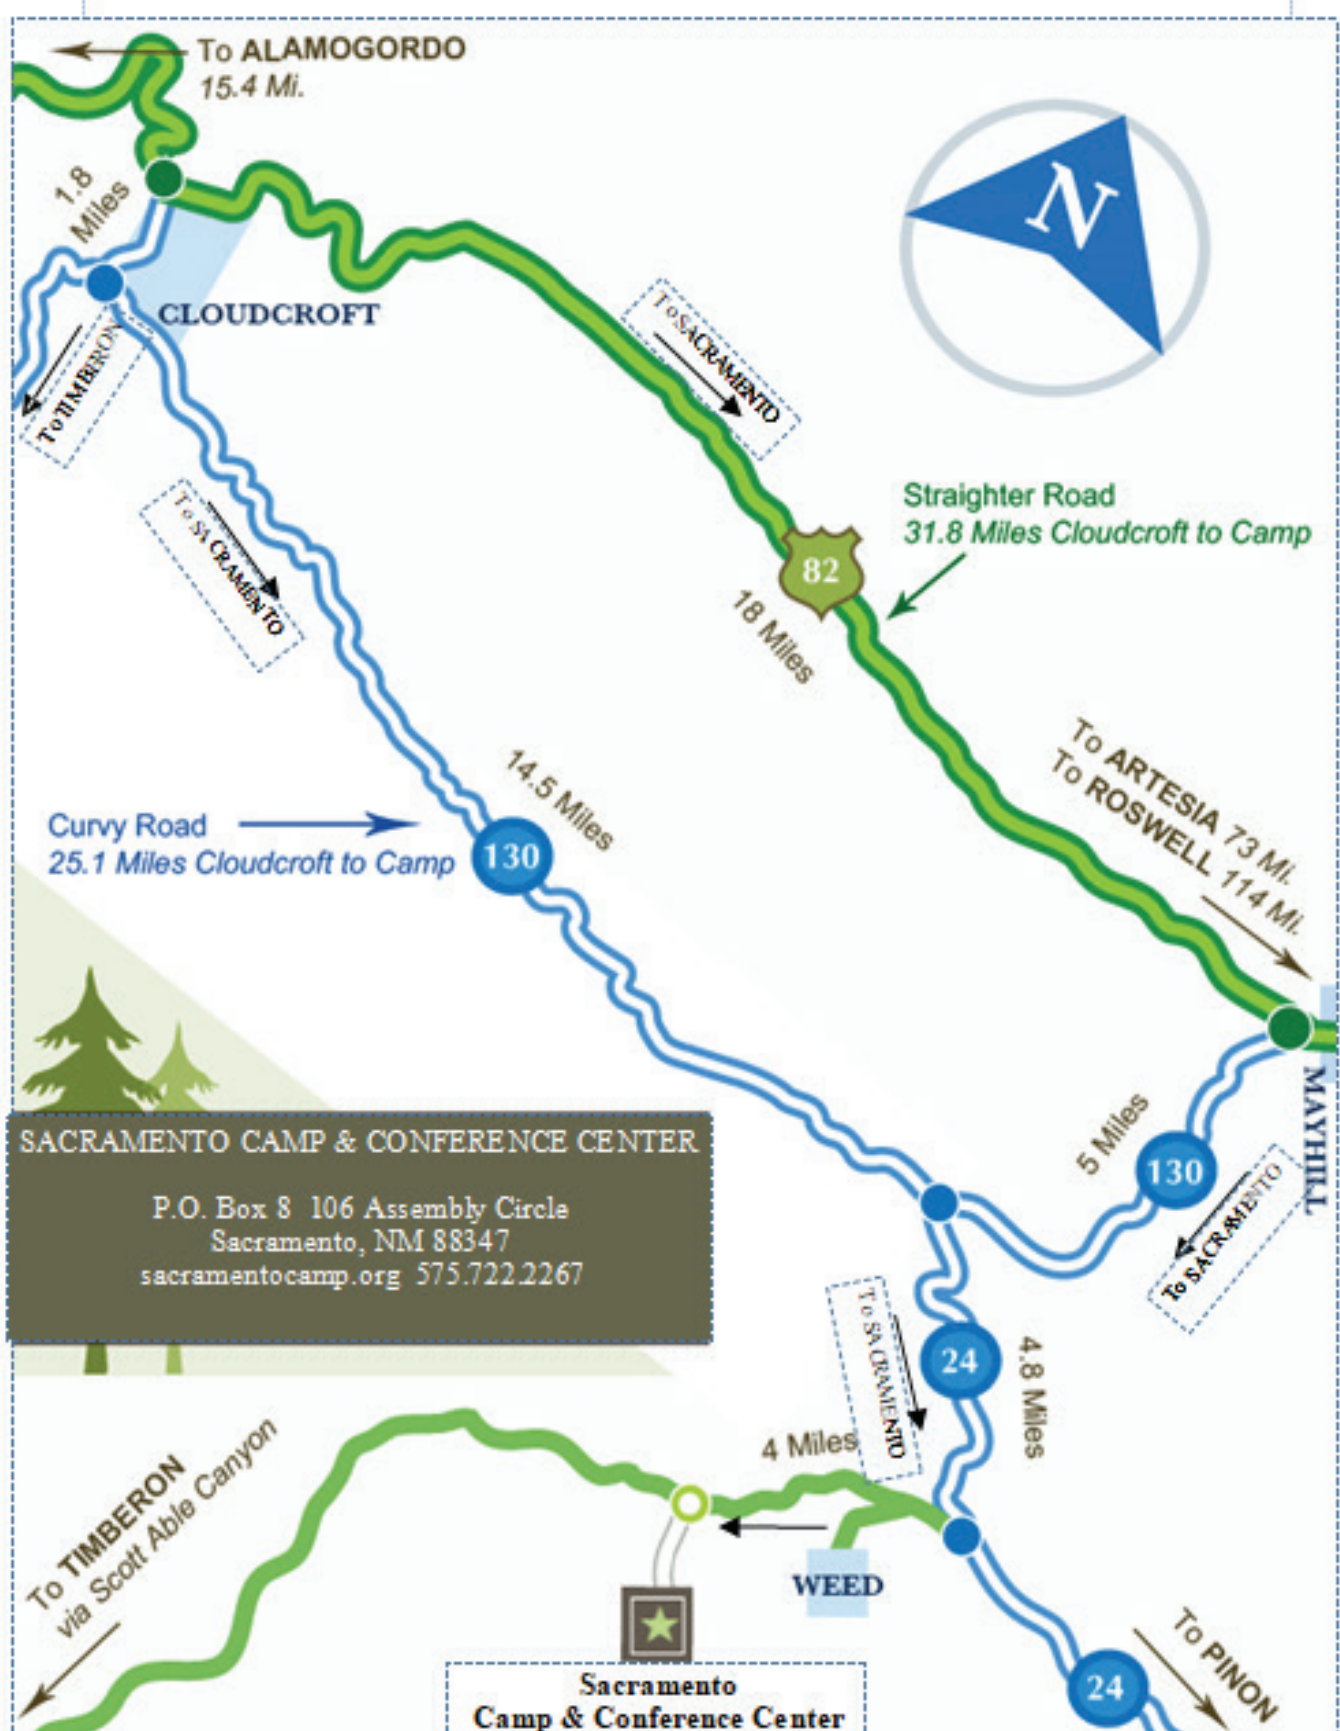 To ALAMOGORDO
15.4 Mi.
1.8
Miles
N
CLOUDCROFT
To TIMBERON
To SACRAMENTO
To SACRAMENTO
Straighter Road
31.8 Miles Cloudcroft to Camp
82
18 Miles
To ARTESIA 73 Mi.
To ROSWELL 114 Mi.
14.5 Miles
Curvy Road
25.1 Miles Cloudcroft to Camp
130
MAYHILL
5 Miles
130
To SACRAMENTO
SACRAMENTO CAMP & CONFERENCE CENTER
P.O. Box 8 106 Assembly Circle
Sacramento, NM 88347
sacramentocamp.org 575.722.2267
To SACRAMENTO
24
4.8 Miles
4 Miles
To TIMBERON
via Scott Able Canyon
WEED
To PINON
24
Sacramento
Camp & Conference Center